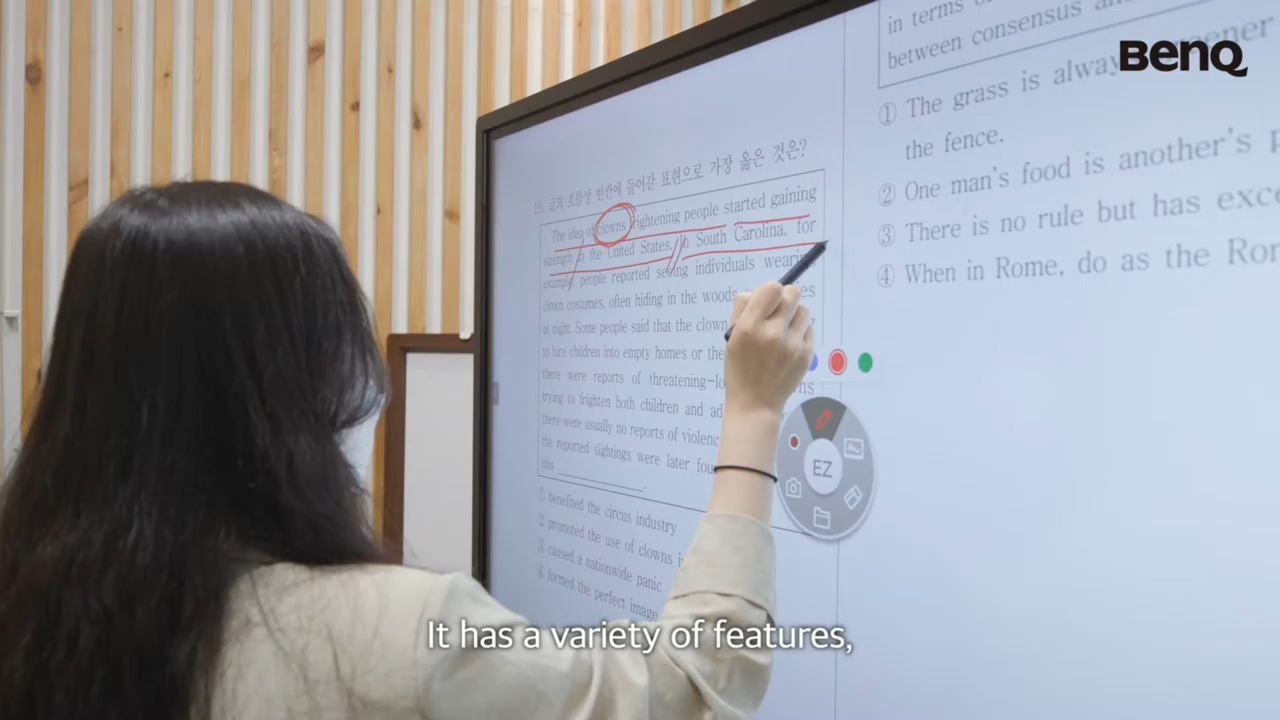 BenQ
19. 글의 흐름상 빈칸에 들어갈 표현으로 가장 옳은 것은?
The idea of clowns frightening people started gaining
strength in the United States. In South Carolina, for
example, people reported seeing individuals wearing
clown costumes, often hiding in the woods
at night. Some people said that the clown
to lure children into empty homes or the
there were reports of threatening-lo
trying to frighten both children and ad
there were usually no reports of violenc
the reported sightings were later fou
this
① benefited the circus industry
② promoted the use of clowns i
③ caused a nationwide panic
④ formed the perfect image
in terms o
between consensus an
① The grass is always greener
the fence.
② One man's food is another's p
③ There is no rule but has exce
④ When in Rome, do as the Rom
EZ
It has a variety of features,